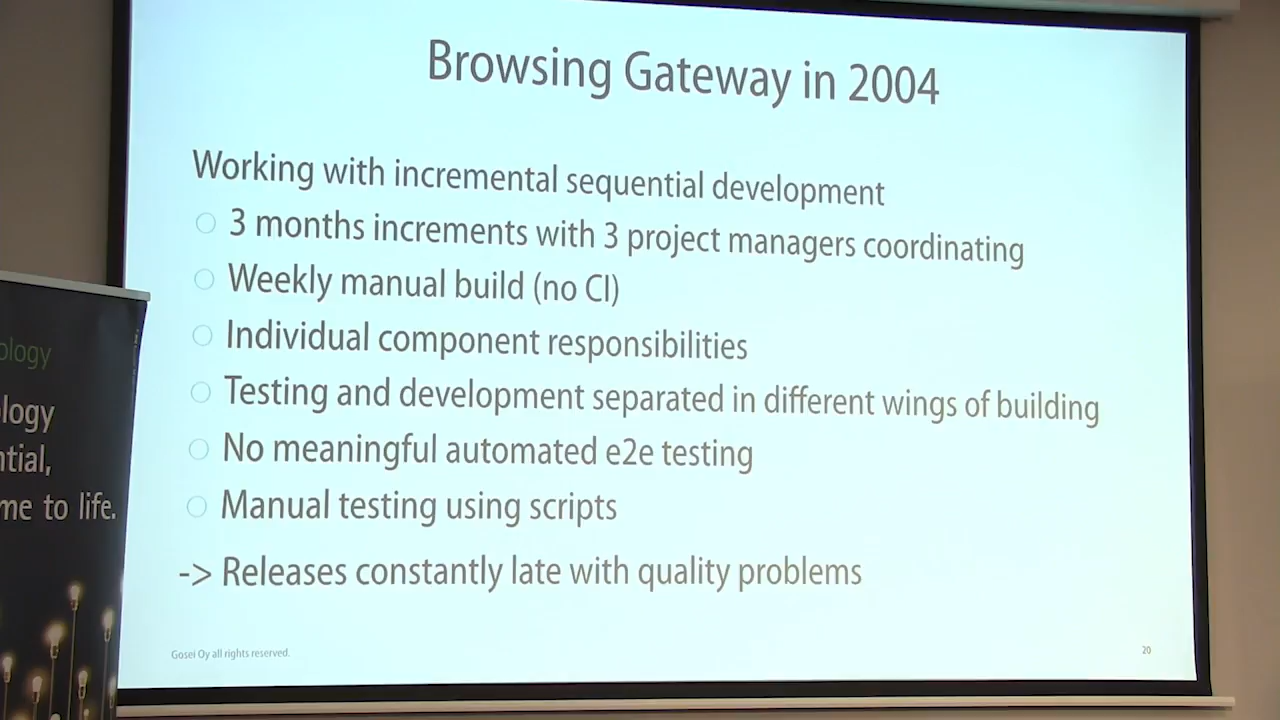 Browsing Gateway in 2004
Working with incremental sequential development
3 months increments with 3 project managers coordinating
Weekly manual build (no CI)
Individual component responsibilities
Testing and development separated in different wings of building
No meaningful automated e2e testing
Manual testing using scripts
-> Releases constantly late with quality problems
Gosei Oy all rights reserved.
20
ology
logy
ntial,
me to life.